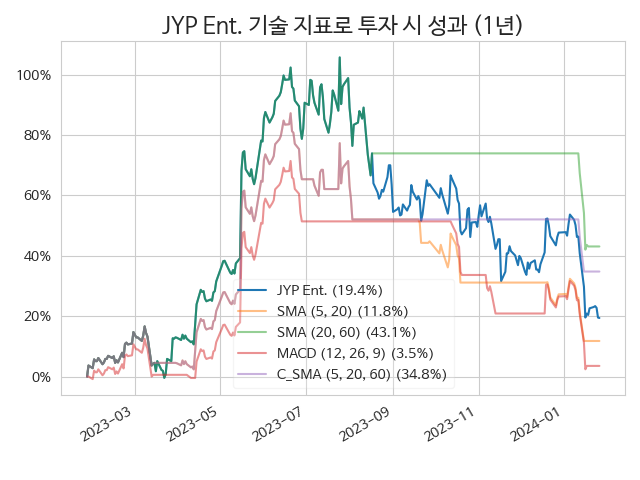 JYP Ent. 기술 지표로 투자 시 성과 (1년)
100%
80%
60%
40%
20%
0%
JYP Ent. (19.4%)
SMA (5, 20) (11.8%)
SMA (20, 60) (43.1%)
MACD (12, 26, 9) (3.5%)
C_SMA (5, 20, 60) (34.8%)
2023-03
2023-05
2023-07
2023-09
2023-11
2024-01